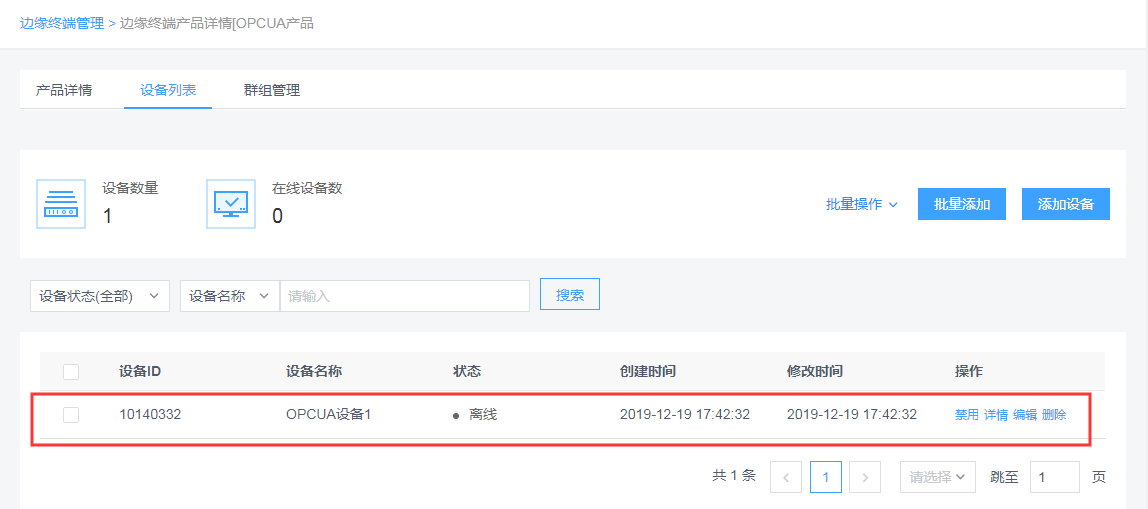 边缘终端管理 > 边缘终端产品详情[OPCUA产品
产品详情 设备列表 群组管理
设备数量 在线设备数
1 0
批量操作 批量添加 添加设备
设备状态(全部) 设备名称 请输入 搜索
设备ID 设备名称 状态 创建时间 修改时间 操作
10140332 OPCUA设备1 离线 2019-12-19 17:42:32 2019-12-19 17:42:32 禁用 详情 编辑 删除
共 1 条 < 1 > 请选择 跳至 1 页